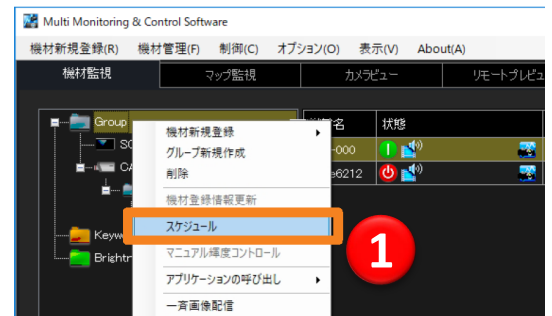 Multi Monitoring & Control Software
機材新規登録(R) 機材管理(F) 制御(C) オプション(O) 表示(V) About(A)
機材監視 マップ監視 カメラビュー リモートプレビュ
Group 状態
機材新規登録
-000
グループ新規作成
6212
削除
機材登録情報更新
スケジュール
Keyw
マニュアル輝度コントロール
1
Brightr
アプリケーションの呼び出し
一斉画像配信